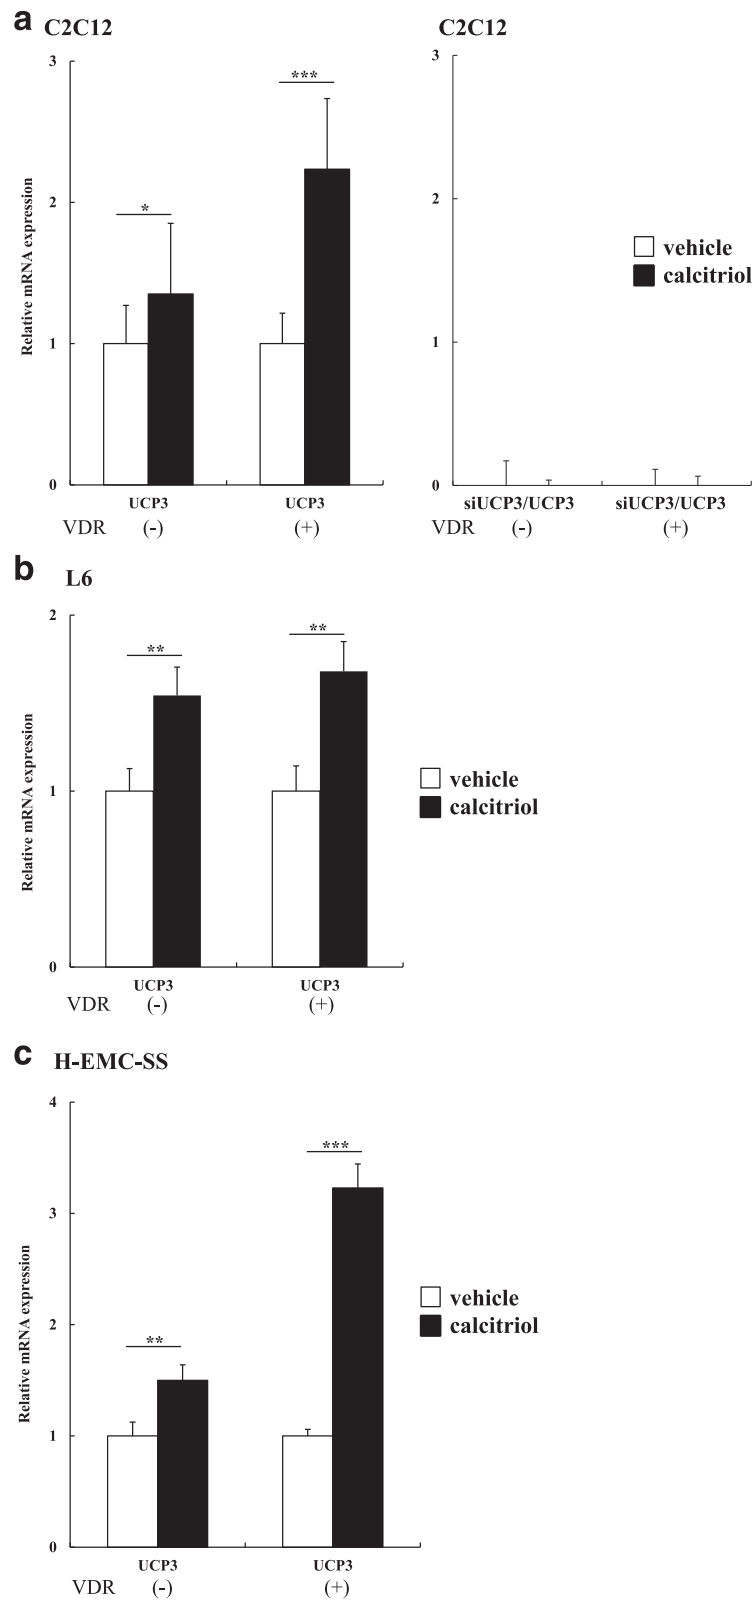 a C2C12 C2C12
3 *** 3
2 * 2
Relative mRNA expression
vehicle
calcitriol
1 1
0 0
UCP3 UCP3 siUCP3/UCP3 siUCP3/UCP3
VDR (-) (+) VDR (-) (+)
b L6
2
** **
Relative mRNA expression
vehicle
calcitriol
1
0
UCP3 UCP3
VDR (-) (+)
c H-EMC-SS
4
***
3
Relative mRNA expression
vehicle
calcitriol
2
**
1
0
UCP3 UCP3
VDR (-) (+)